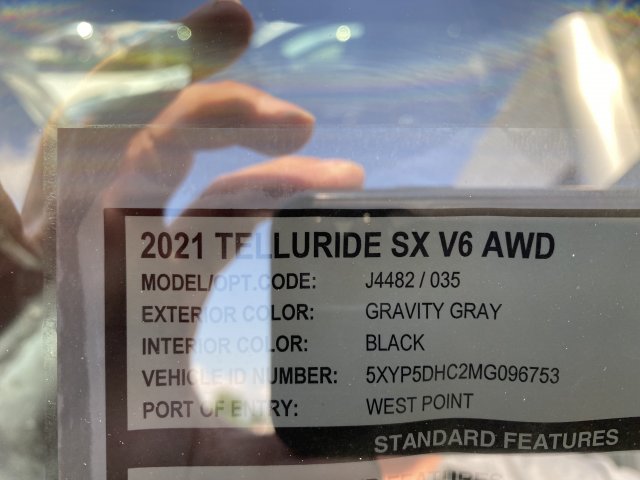 2021 TELLURIDE SX V6 AWD
MODEL/OPT.CODE: J4482 / 035
EXTERIOR COLOR: GRAVITY GRAY
INTERIOR COLOR: BLACK
VEHICLE ID NUMBER: 5XYP5DHC2MG096753
PORT OF ENTRY: WEST POINT
STANDARD FEATURES
FEATURES